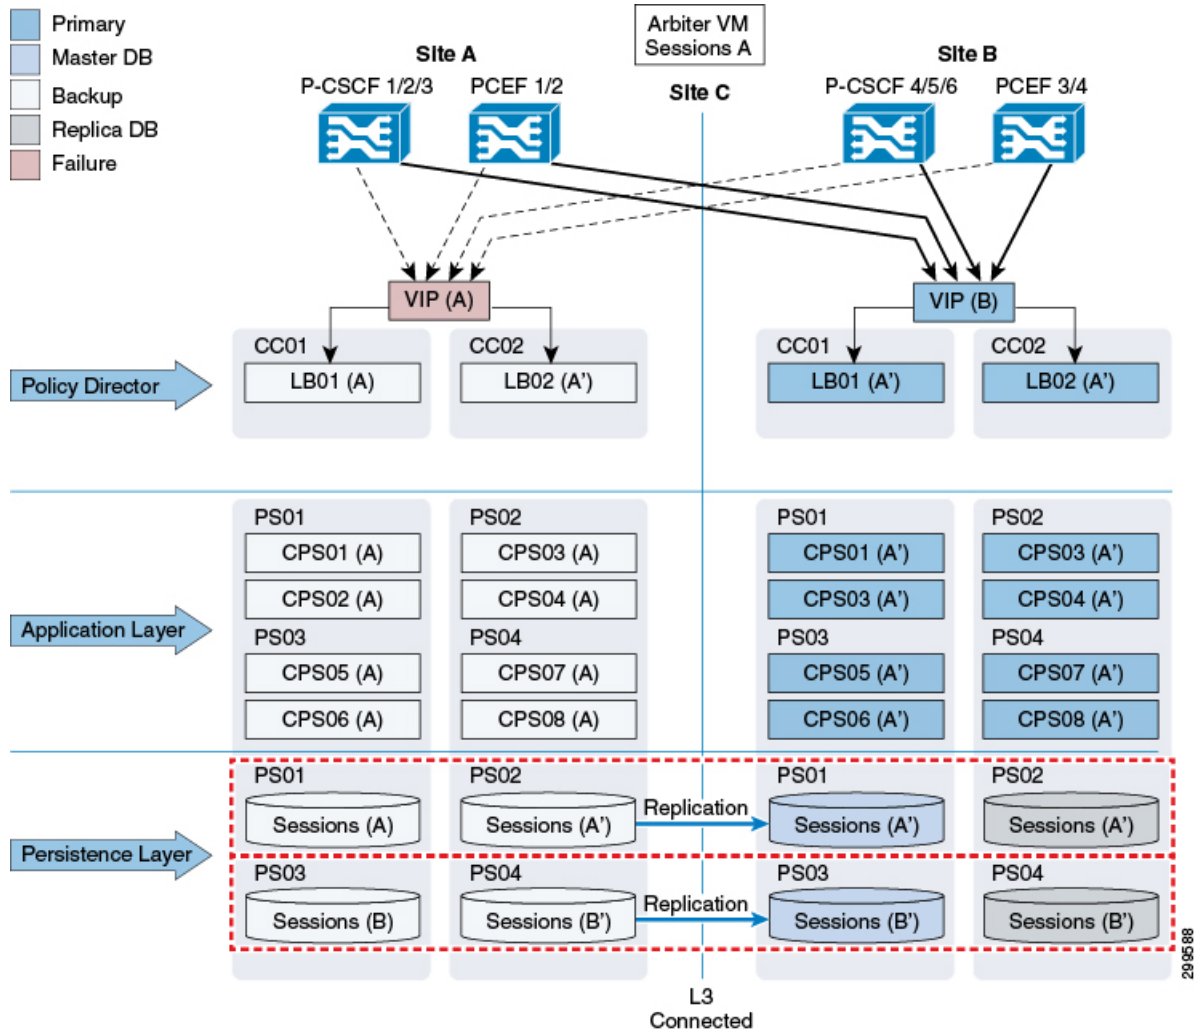 Primary
Master DB
Backup
Replica DB
Failure
Arbiter VM
Sessions A
Site A
Site B
Site C
P-CSCF 1/2/3
PCEF 1/2
P-CSCF 4/5/6
PCEF 3/4
VIP (A)
VIP (B)
Policy Director
CC01
LB01 (A)
CC02
LB02 (A')
CC01
LB01 (A')
CC02
LB02 (A')
Application Layer
PS01
CPS01 (A)
CPS02 (A)
PS02
CPS03 (A)
CPS04 (A)
PS03
CPS05 (A)
CPS06 (A)
PS04
CPS07 (A)
CPS08 (A)
PS01
CPS01 (A')
CPS03 (A')
PS02
CPS03 (A')
CPS04 (A')
PS03
CPS05 (A')
CPS06 (A')
PS04
CPS07 (A')
CPS08 (A')
Persistence Layer
PS01
Sessions (A)
PS02
Sessions (A')
Replication
PS01
Sessions (A')
PS02
Sessions (A')
PS03
Sessions (B)
PS04
Sessions (B')
Replication
PS03
Sessions (B')
PS04
Sessions (B')
L3
Connected
299588